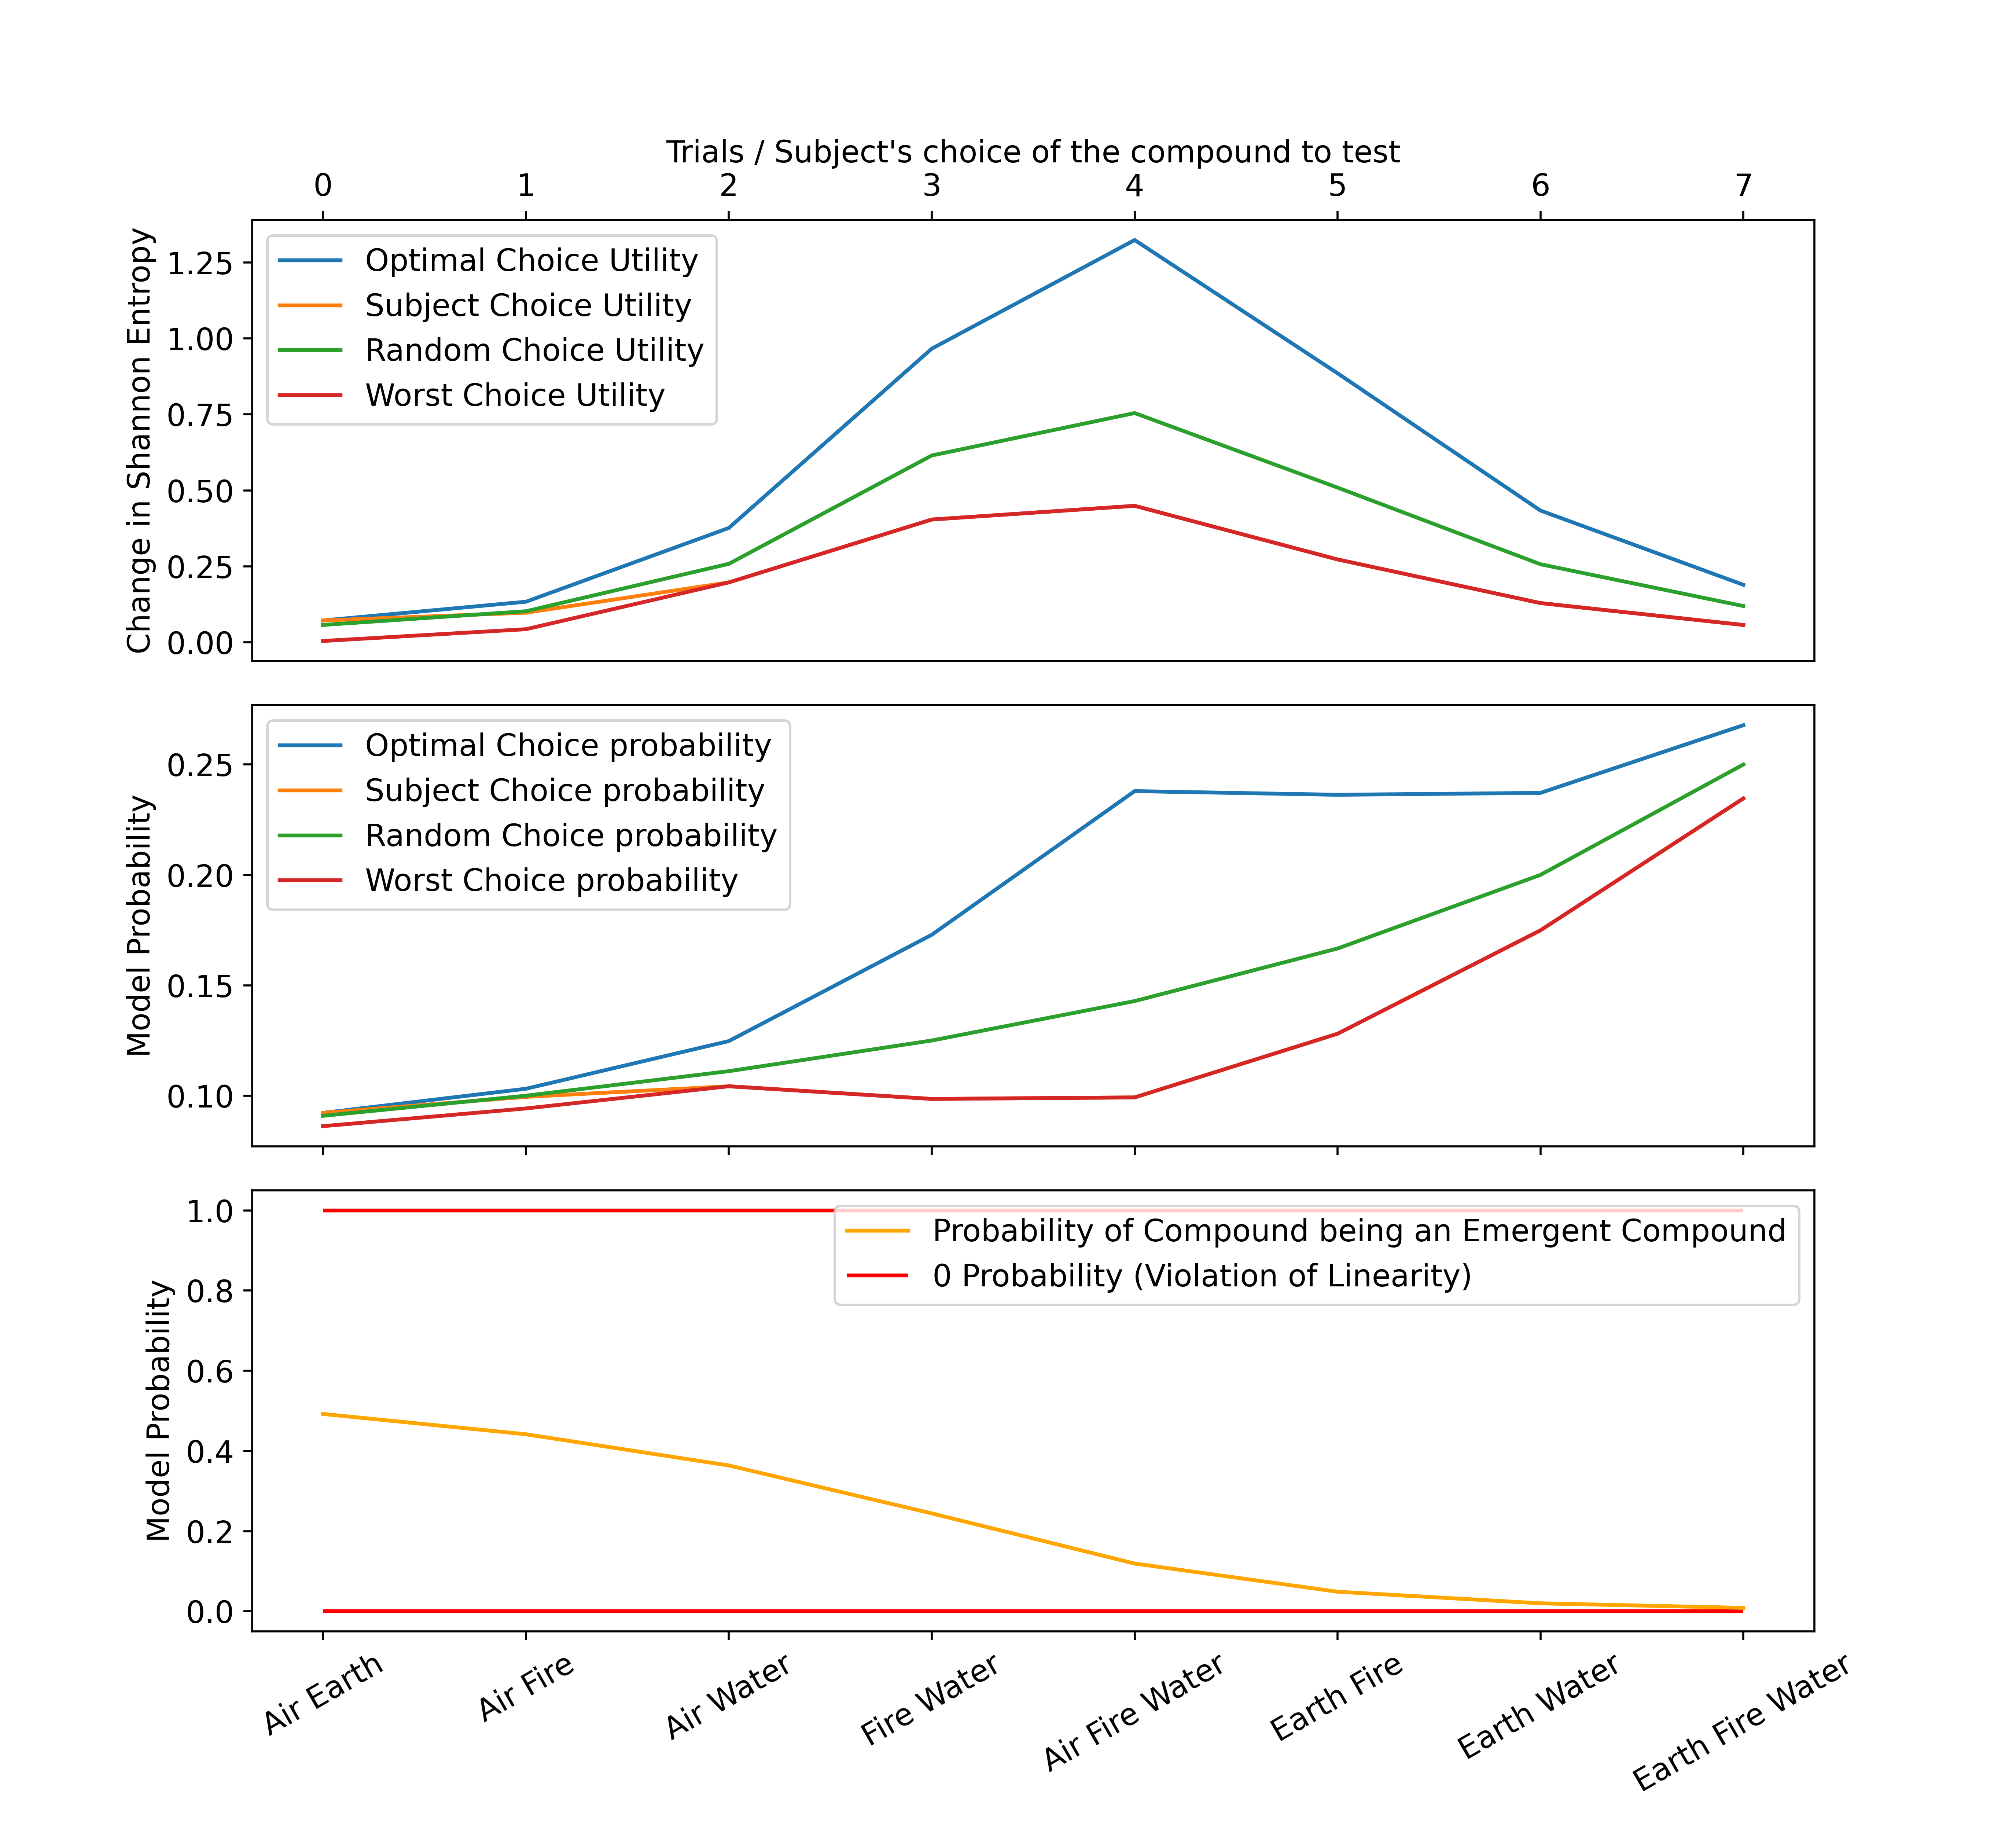 Trials / Subject's choice of the compound to test
0 1 2 3 4 5 6 7
Change in Shannon Entropy
1.25
1.00
0.75
0.50
0.25
0.00
Optimal Choice Utility
Subject Choice Utility
Random Choice Utility
Worst Choice Utility
Model Probability
0.25
0.20
0.15
0.10
Optimal Choice probability
Subject Choice probability
Random Choice probability
Worst Choice probability
Model Probability
1.0
0.8
0.6
0.4
0.2
0.0
Probability of Compound being an Emergent Compound
0 Probability (Violation of Linearity)
Air Earth
Air Fire
Air Water
Fire Water
Air Fire Water
Earth Fire
Earth Water
Earth Fire Water